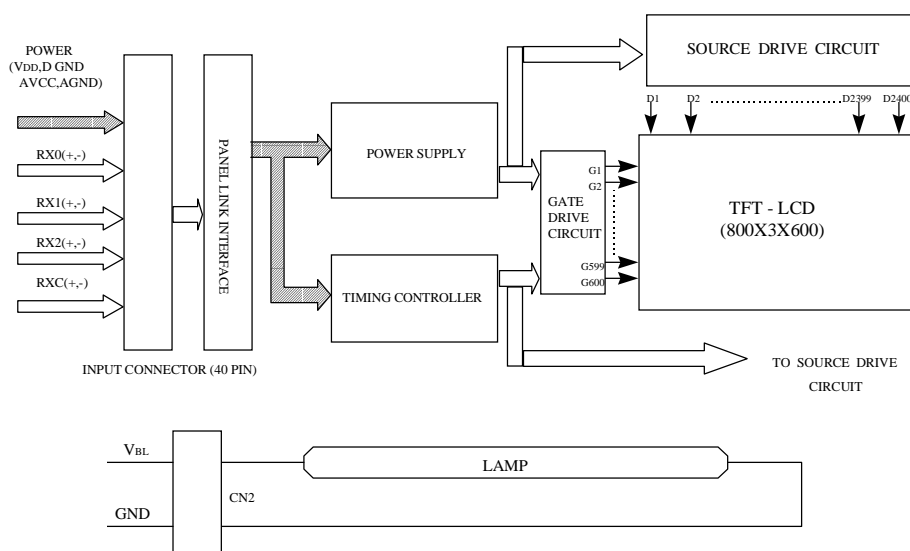 POWER
(VDD,D GND
AVCC,AGND)
RX0(+,-)
RX1(+,-)
RX2(+,-)
RXC(+,-)
INPUT CONNECTOR (40 PIN)
PANEL LINK INTERFACE
POWER SUPPLY
TIMING CONTROLLER
GATE
DRIVE
CIRCUIT
SOURCE DRIVE CIRCUIT
D1 D2 D2399 D2400
G1
G2
G599
G600
TFT - LCD
(800X3X600)
TO SOURCE DRIVE
CIRCUIT
VBL
GND
CN2
LAMP